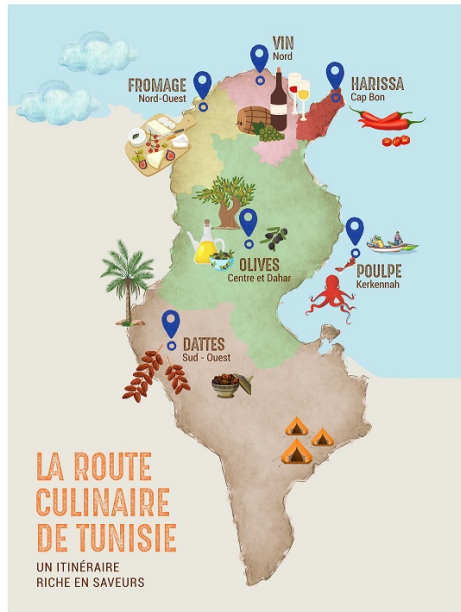 VIN
Nord
FROMAGE
Nord-Ouest
HARISSA
Cap Bon
OLIVES
Centre et Dahar
POULPE
Kerkennah
DATTES
Sud - Ouest
LA ROUTE
CULINAIRE
DE TUNISIE
UN ITINÉRAIRE
RICHE EN SAVEURS